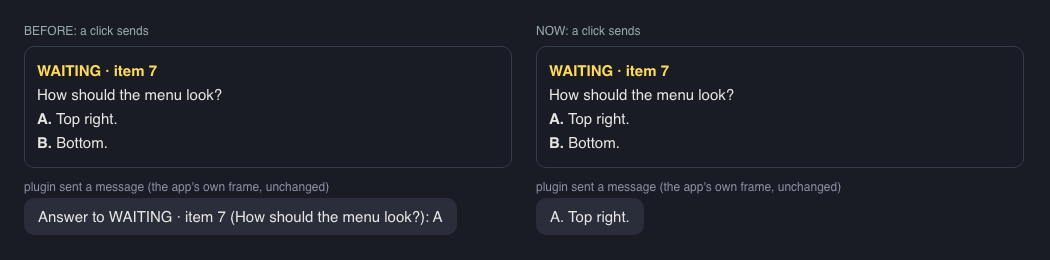 BEFORE: a click sends
WAITING · item 7
How should the menu look?
A. Top right.
B. Bottom.
plugin sent a message (the app's own frame, unchanged)
Answer to WAITING · item 7 (How should the menu look?): A
NOW: a click sends
WAITING · item 7
How should the menu look?
A. Top right.
B. Bottom.
plugin sent a message (the app's own frame, unchanged)
A. Top right.